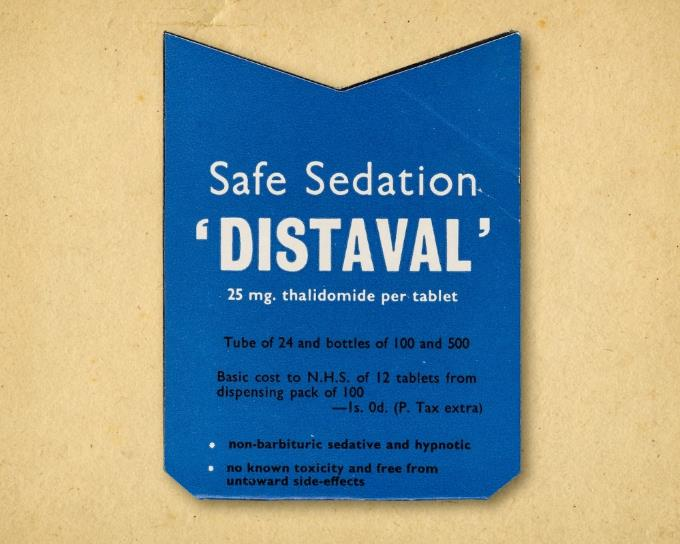 Safe Sedation
‘DISTAVAL’
25 mg. thalidomide per tablet
Tube of 24 and bottles of 100 and 500
Basic cost to N.H.S. of 12 tablets from
dispensing pack of 100
—1s. 0d. (P. Tax extra)
• non-barbituric sedative and hypnotic
• no known toxicity and free from
untoward side-effects